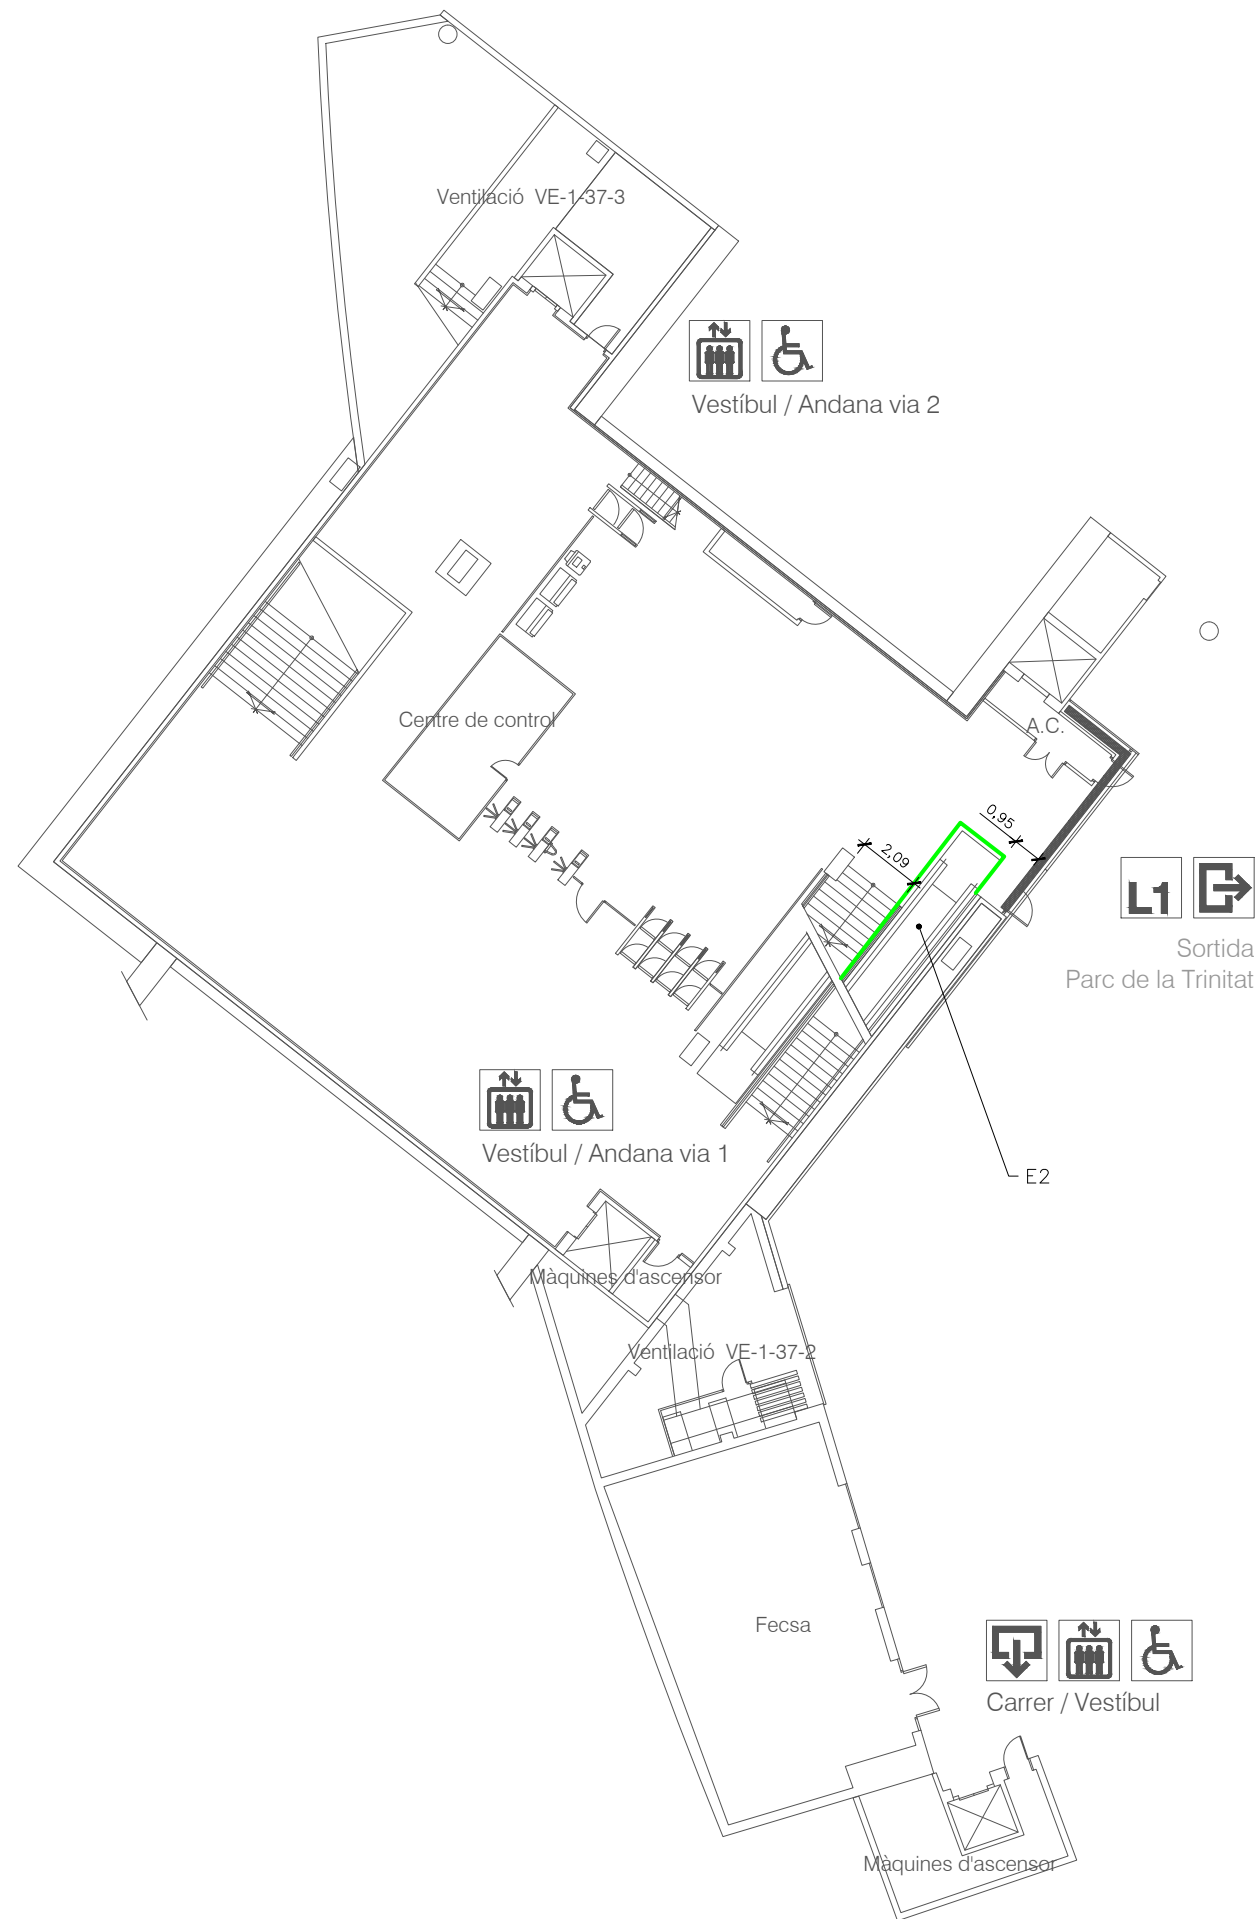 Ventilació VE-1-37-3
Vestíbul / Andana via 2
Centre de control
A.C.
0,95
2,09
L1
Sortida
Parc de la Trinitat
Vestíbul / Andana via 1
E2
Màquines d'ascensor
Ventilació VE-1-37-2
Fecsa
Carrer / Vestíbul
Màquines d'ascensor